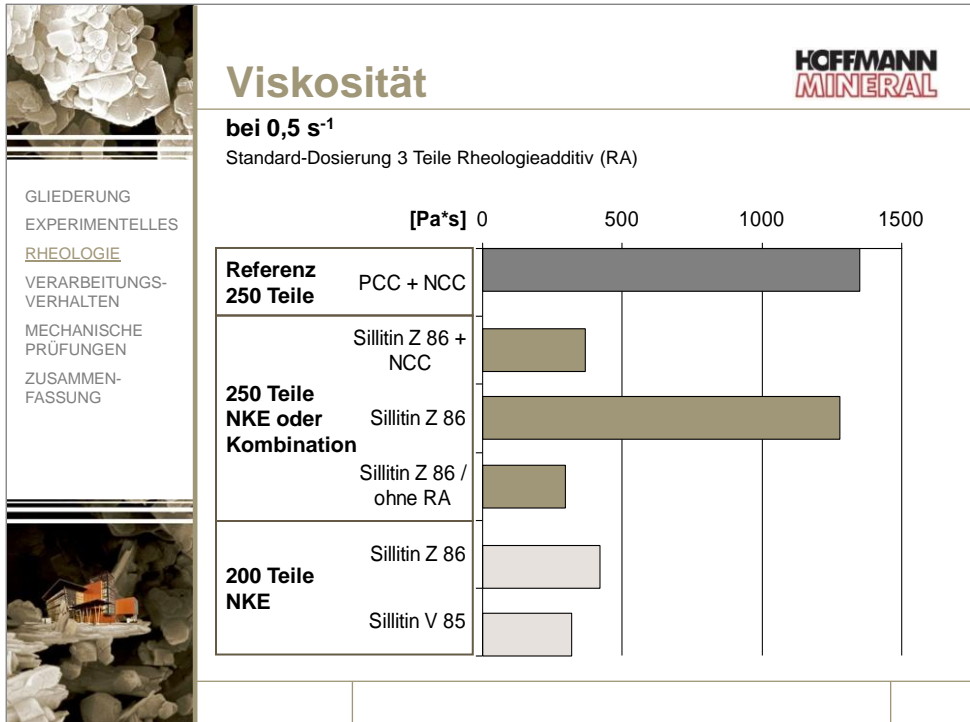 Viskosität
HOFFMANN
MINERAL
bei 0,5 s-1
Standard-Dosierung 3 Teile Rheologieadditiv (RA)
GLIEDERUNG
EXPERIMENTELLES
RHEOLOGIE
VERARBEITUNGS-
VERHALTEN
MECHANISCHE
PRÜFUNGEN
ZUSAMMEN-
FASSUNG
[Pa*s] 0 500 1000 1500
Referenz
250 Teile
PCC + NCC
250 Teile
NKE oder
Kombination
Sillitin Z 86 +
NCC
Sillitin Z 86
Sillitin Z 86 /
ohne RA
200 Teile
NKE
Sillitin Z 86
Sillitin V 85